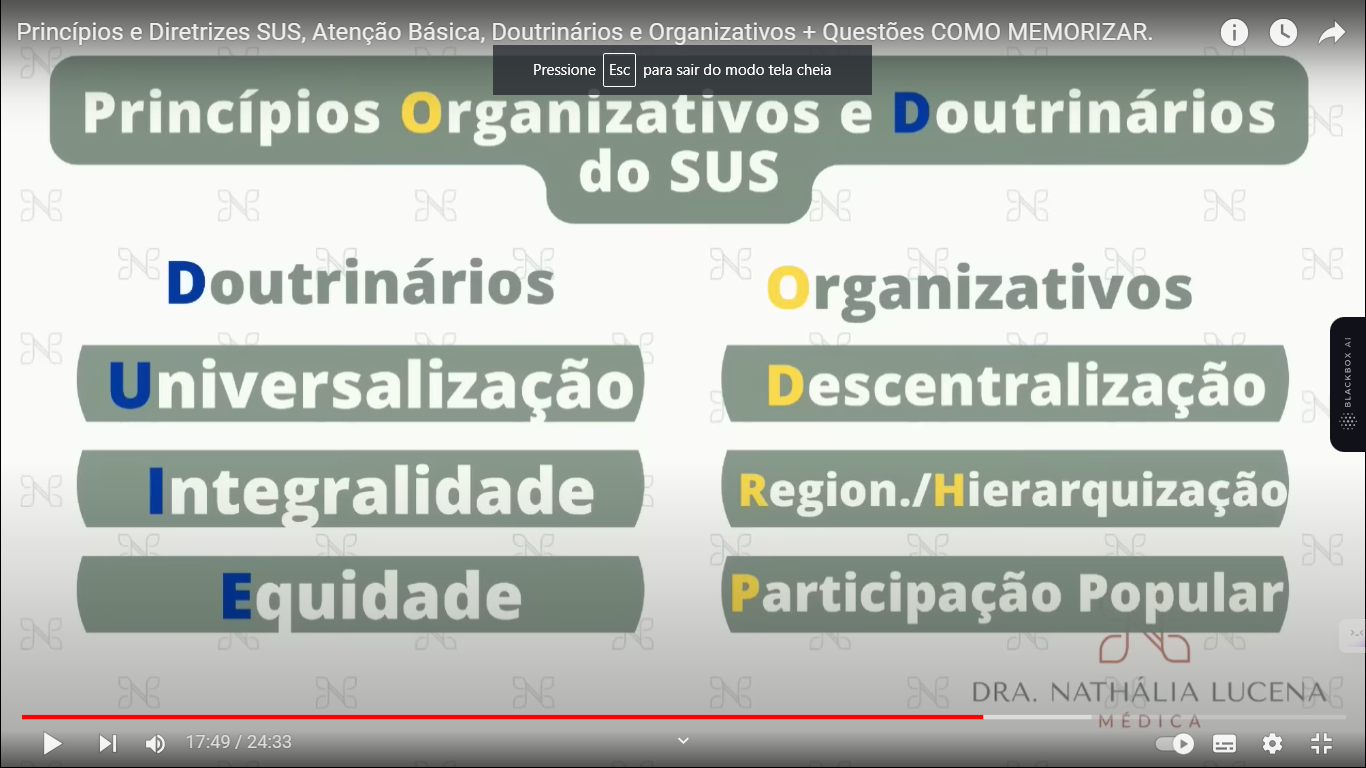 Princípios e Diretrizes SUS, Atenção Básica, Doutrinários e Organizativos + Questões COMO MEMORIZAR.
Pressione Esc para sair do modo tela cheia
Princípios Organizativos e Doutrinários
do SUS
Doutrinários
Organizativos
Universalização
Descentralização
Integralidade
Region./Hierarquização
Equidade
Participação Popular
BLACKBOX AI
DRA. NATHÁLIA LUCENA
MÉDICA
17:49 / 24:33